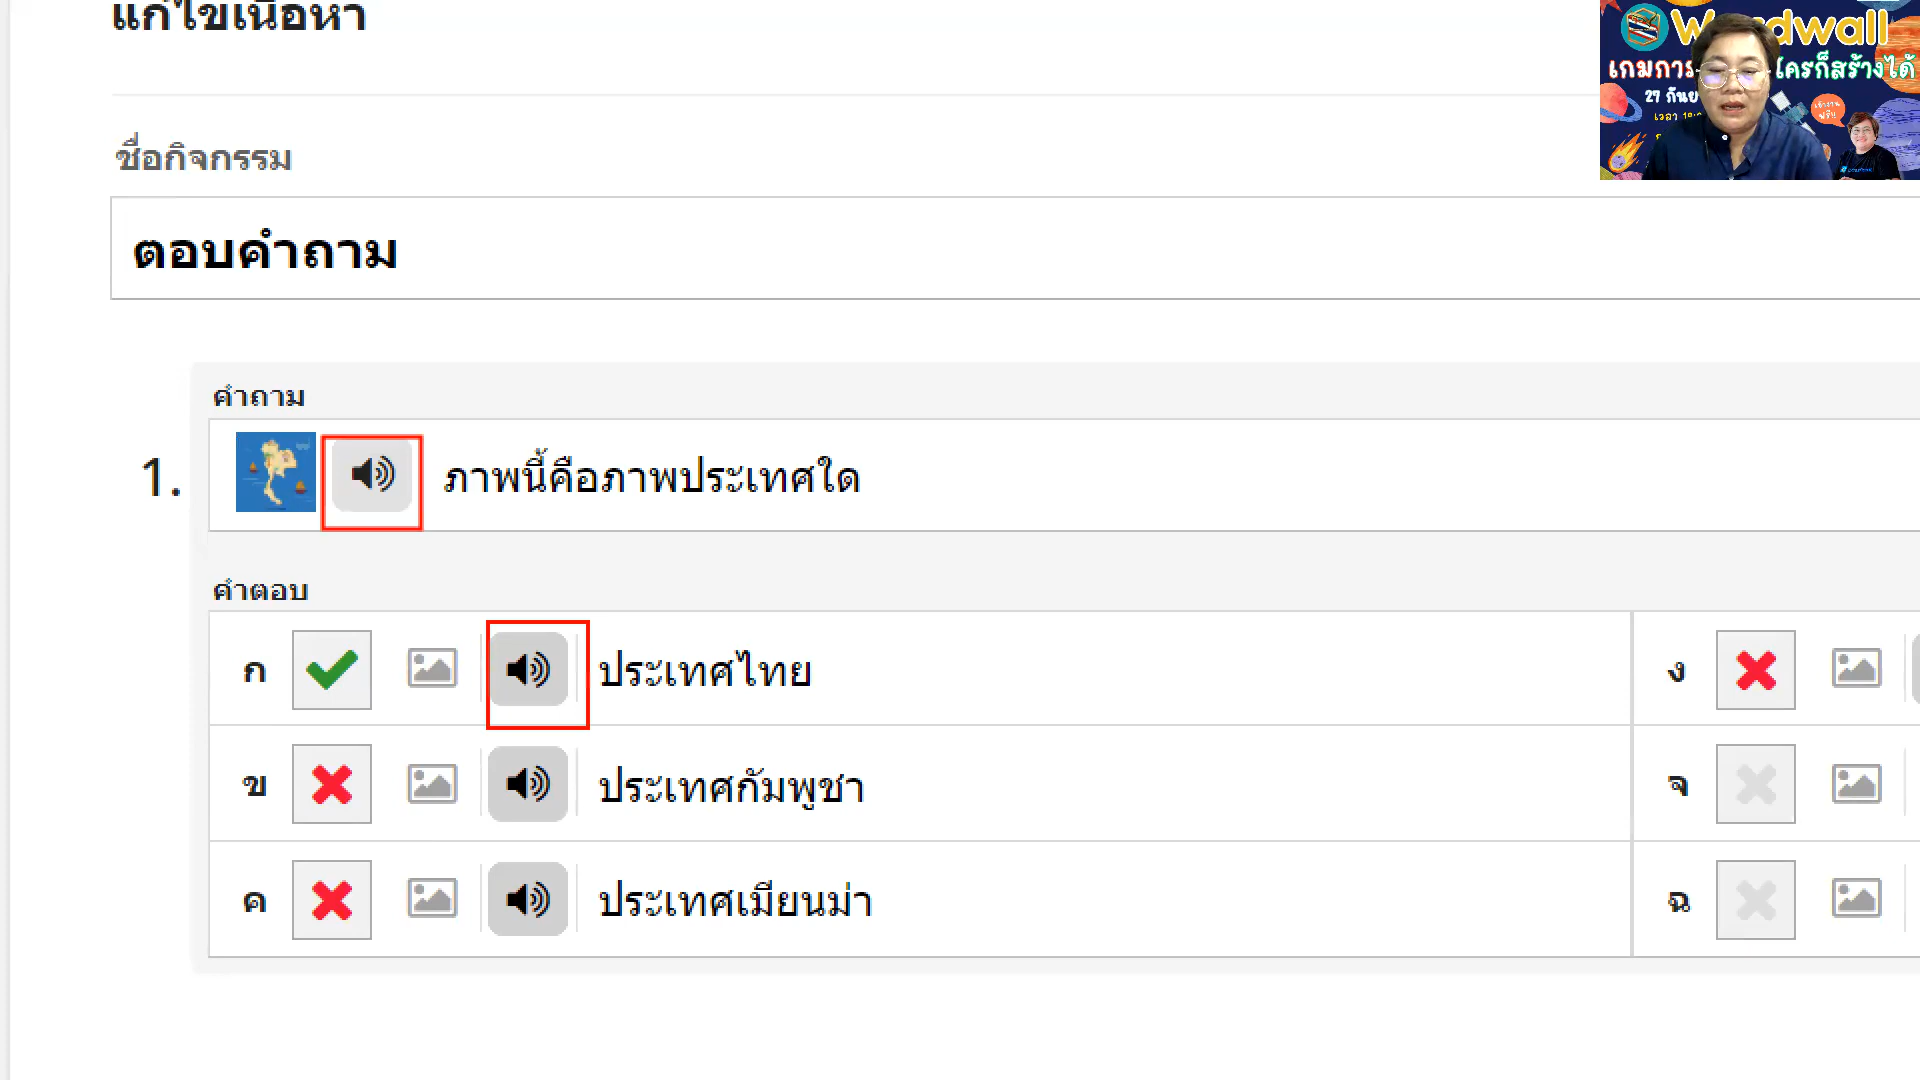 แก้ไขเนื้อหา
ชื่อกิจกรรม
ตอบคำถาม
คำถาม
1. ภาพนี้คือภาพประเทศใด
คำตอบ
ก ประเทศไทย
ง
ข ประเทศกัมพูชา
จ
ค ประเทศเมียนม่า
ฉ
dwall
เกมการ
ใครก็สร้างได้
27 กันย
เวลา